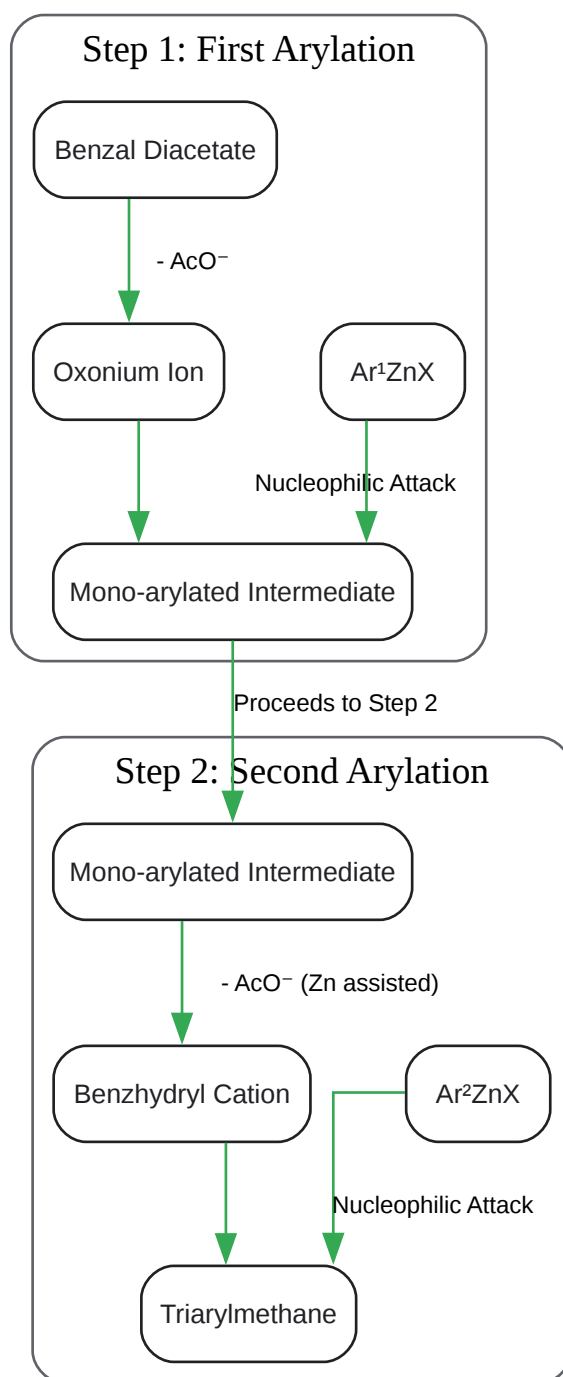 Step 1: First Arylation
Benzal Diacetate
- AcO⁻
Oxonium Ion
Ar¹ZnX
Nucleophilic Attack
Mono-arylated Intermediate
Proceeds to Step 2
Step 2: Second Arylation
Mono-arylated Intermediate
- AcO⁻ (Zn assisted)
Benzhydryl Cation
Ar²ZnX
Nucleophilic Attack
Triarylmethane